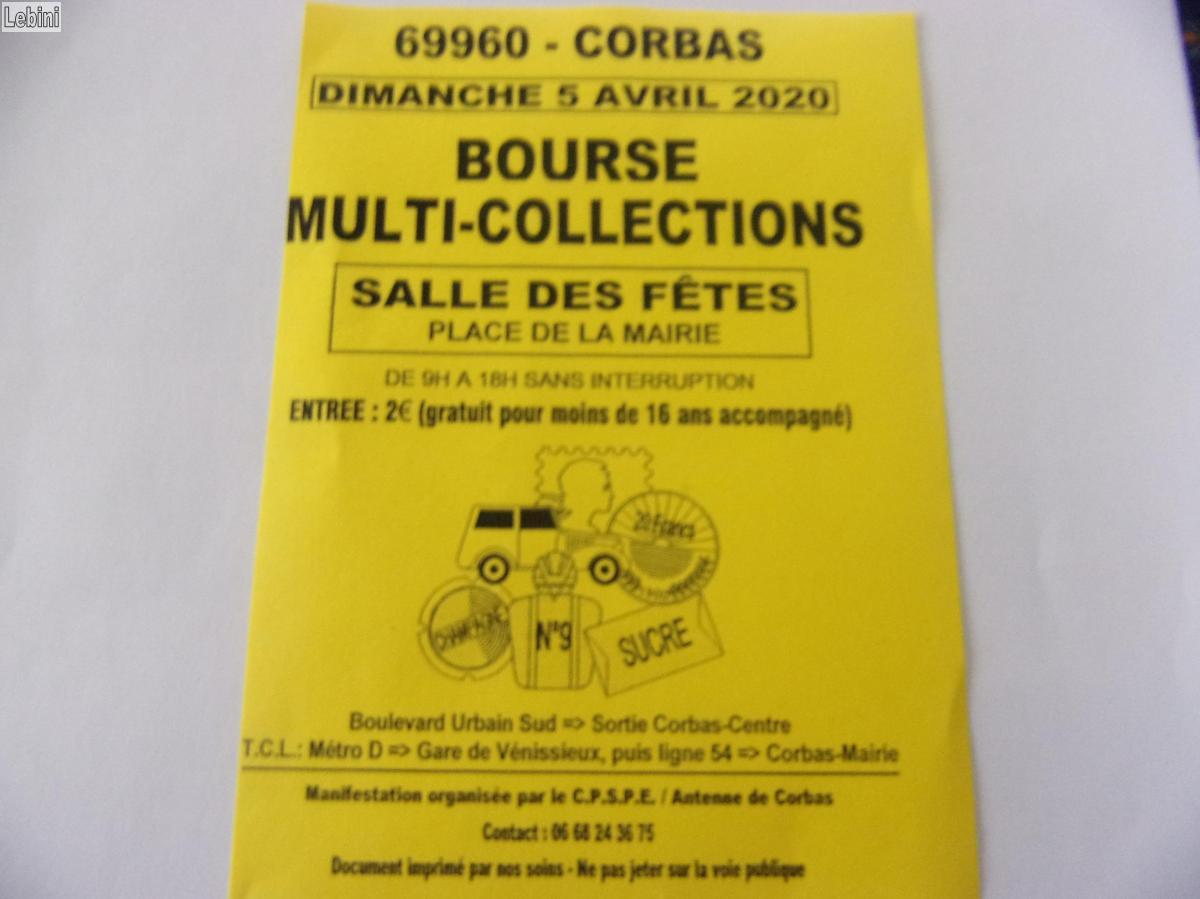 Lebini
69960 - CORBAS
DIMANCHE 5 AVRIL 2020
BOURSE
MULTI-COLLECTIONS
SALLE DES FÊTES
PLACE DE LA MAIRIE
DE 9H A 18H SANS INTERRUPTION
ENTREE : 2€ (gratuit pour moins de 16 ans accompagné)
20 Francs
N°9
SUCRE
Boulevard Urbain Sud => Sortie Corbas-Centre
T.C.L.: Métro D => Gare de Vénissieux, puis ligne 54 => Corbas-Mairie
Manifestation organisée par le C.P.S.P.E. / Antenne de Corbas
Contact : 06 68 24 36 75
Document imprimé par nos soins - Ne pas jeter sur la voie publique